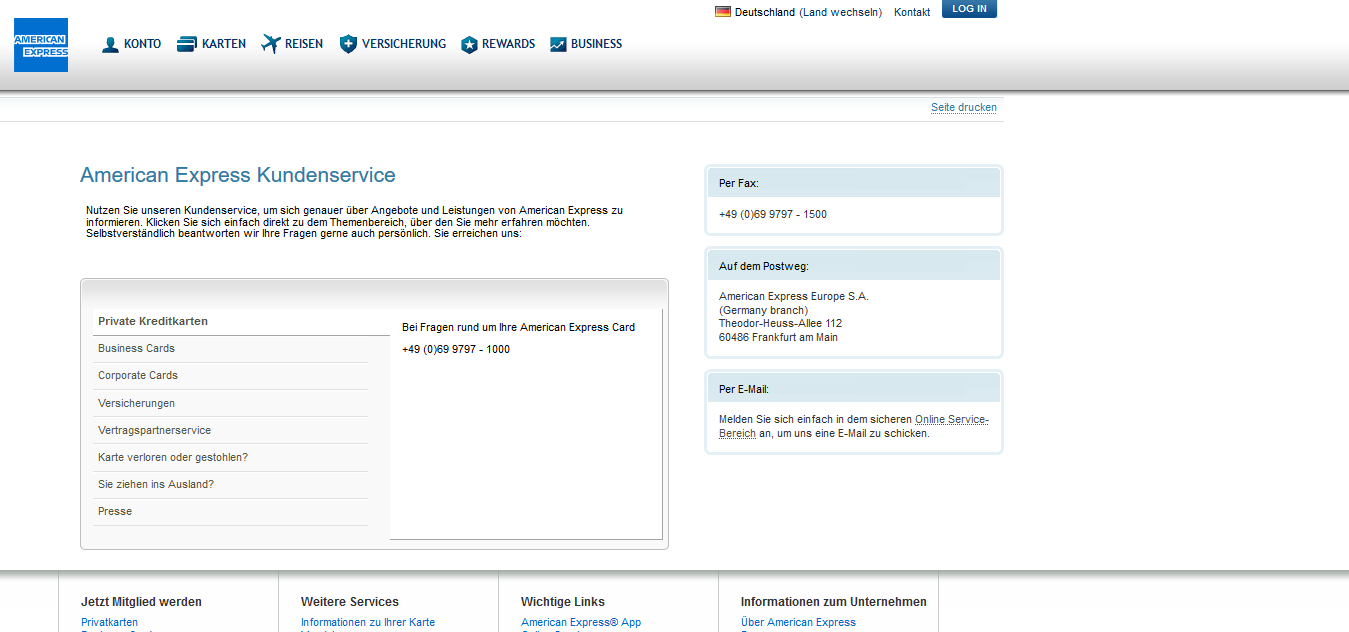 Deutschland (Land wechseln) Kontakt LOG IN
AMERICAN
EXPRESS
KONTO KARTEN REISEN VERSICHERUNG REWARDS BUSINESS
Seite drucken
American Express Kundenservice
Nutzen Sie unseren Kundenservice, um sich genauer über Angebote und Leistungen von American Express zu
informieren. Klicken Sie sich einfach direkt zu dem Themenbereich, über den Sie mehr erfahren möchten.
Selbstverständlich beantworten wir Ihre Fragen gerne auch persönlich. Sie erreichen uns:
Private Kreditkarten
Business Cards
Corporate Cards
Versicherungen
Vertragspartnerservice
Karte verloren oder gestohlen?
Sie ziehen ins Ausland?
Presse
Bei Fragen rund um Ihre American Express Card
+49 (0)69 9797 - 1000
Per Fax:
+49 (0)69 9797 - 1500
Auf dem Postweg:
American Express Europe S.A.
(Germany branch)
Theodor-Heuss-Allee 112
60486 Frankfurt am Main
Per E-Mail:
Melden Sie sich einfach in dem sicheren Online Service-
Bereich an, um uns eine E-Mail zu schicken.
Jetzt Mitglied werden
Privatkarten
Weitere Services
Informationen zu Ihrer Karte
Wichtige Links
American Express® App
Informationen zum Unternehmen
Über American Express